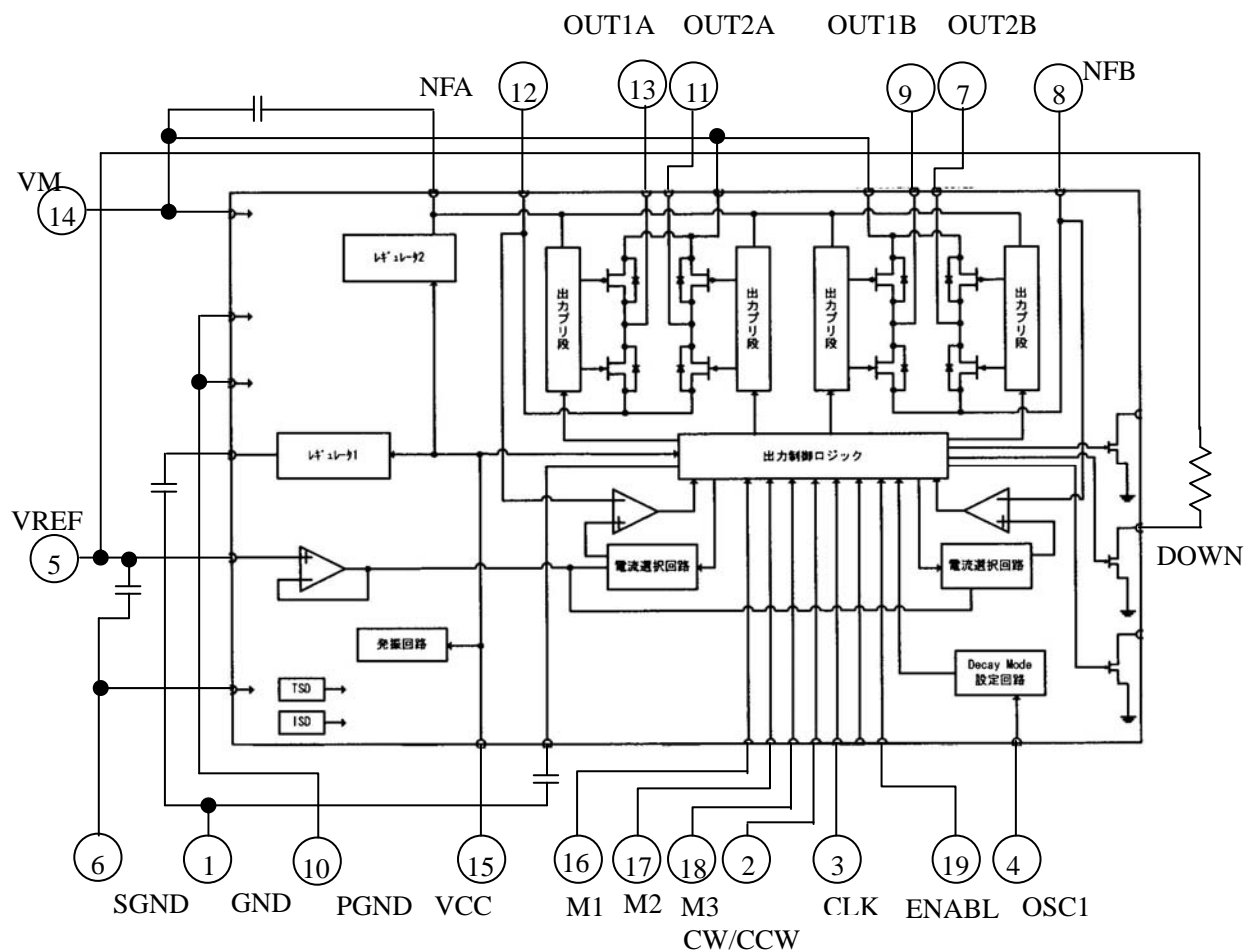 OUT1A OUT2A OUT1B OUT2B
NFA 12 13 11 9 7 8 NFB
VM
14
ﾚｷﾞｭﾚｰﾀ2
出力プリ段
出力プリ段
出力プリ段
出力プリ段
ﾚｷﾞｭﾚｰﾀ1
出力制御ロジック
VREF
5
電流選択回路
電流選択回路
DOWN
発振回路
Decay Mode
設定回路
TSD
ISD
6 1 10 15 16 17 18 2 3 19 4
SGND GND PGND VCC M1 M2 M3 CLK ENABL OSC1
CW/CCW